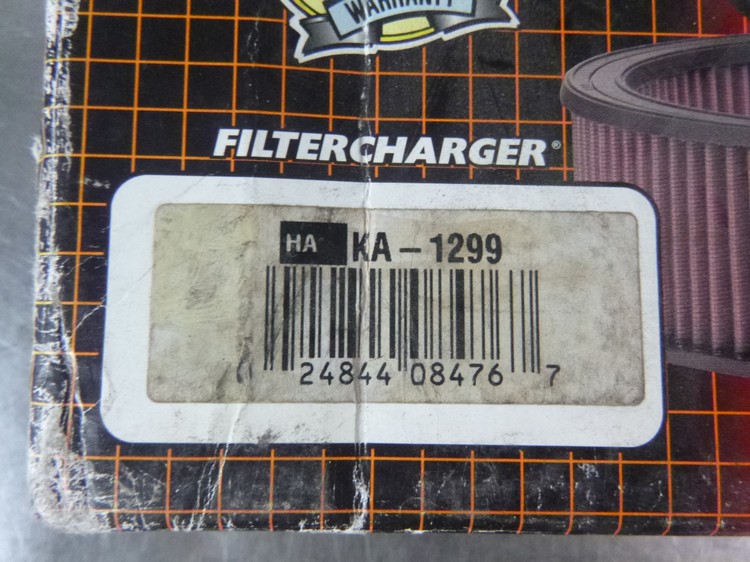 WARRANTY
FILTERCHARGER®
HA KA-1299
24844 08476 7